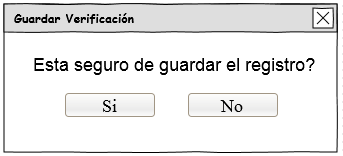 Guardar Verificación
Esta seguro de guardar el registro?
Si No